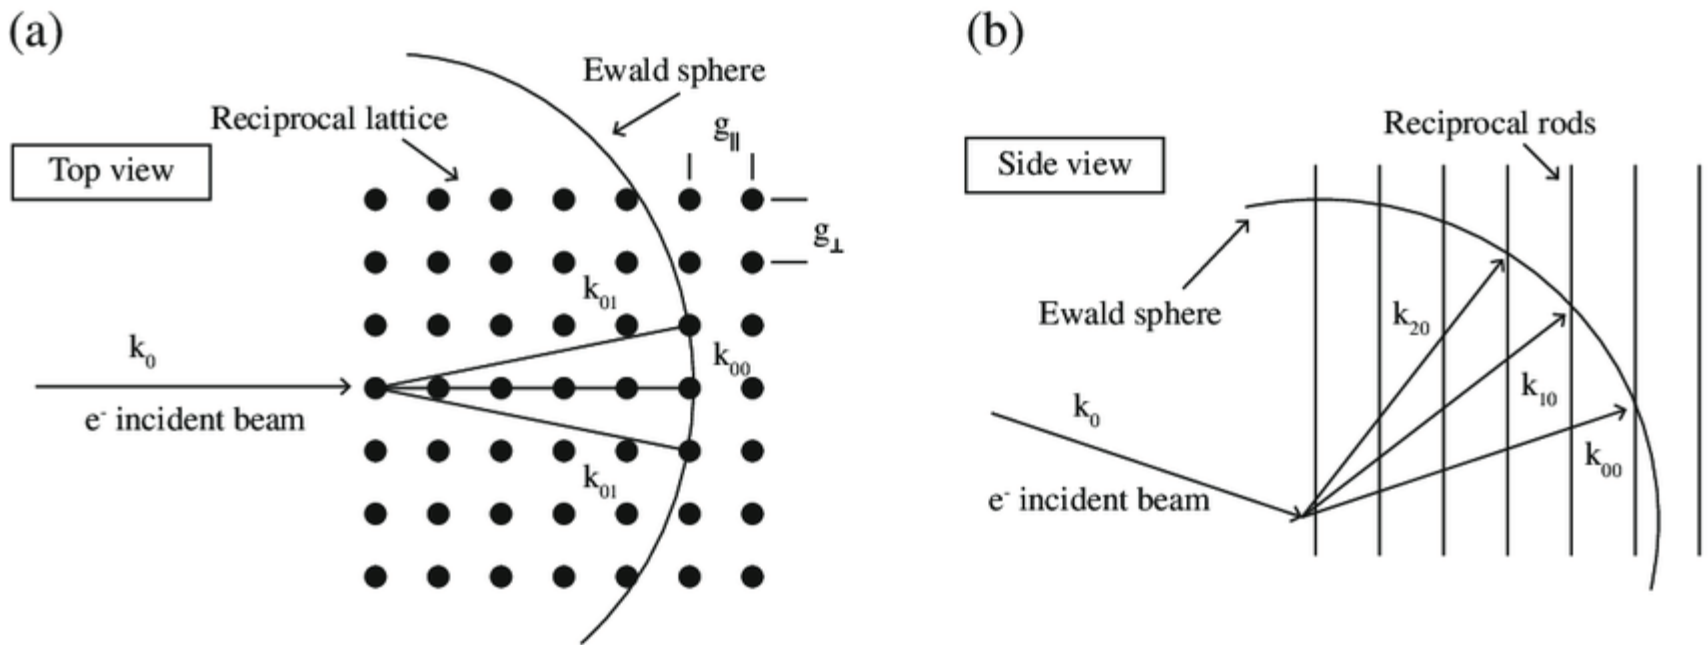 (a)
Ewald sphere
Reciprocal lattice
g∥
Top view
g⊥
k₀₁
k₀
k₀₀
e⁻ incident beam
k₀₁
(b)
Reciprocal rods
Side view
Ewald sphere
k₂₀
k₁₀
k₀
k₀₀
e⁻ incident beam